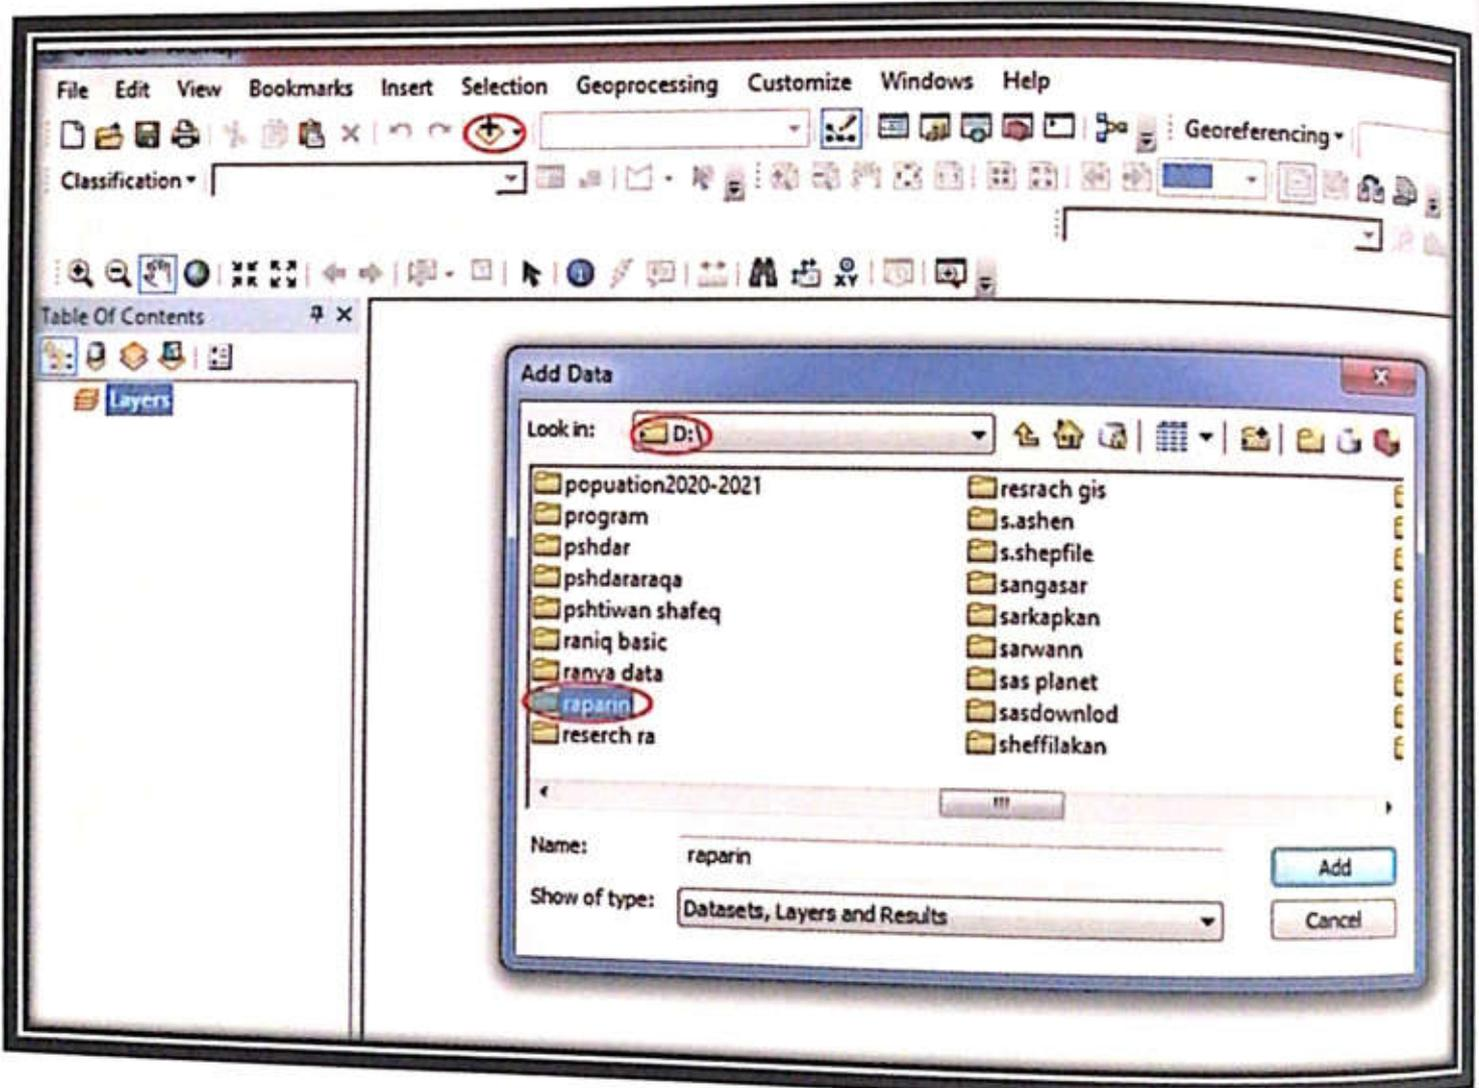 File Edit View Bookmarks Insert Selection Geoprocessing Customize Windows Help
Georeferencing
Classification
Table Of Contents
Layers
Add Data
Look in: D:\
popuation2020-2021
program
pshdar
pshdararaqa
pshtiwan shafeq
raniq basic
ranya data
raparin
reserch ra
resrach gis
s.ashen
s.shepfile
sangasar
sarkapkan
sarwann
sas planet
sasdownlod
sheffilakan
Name: raparin
Add
Show of type: Datasets, Layers and Results
Cancel